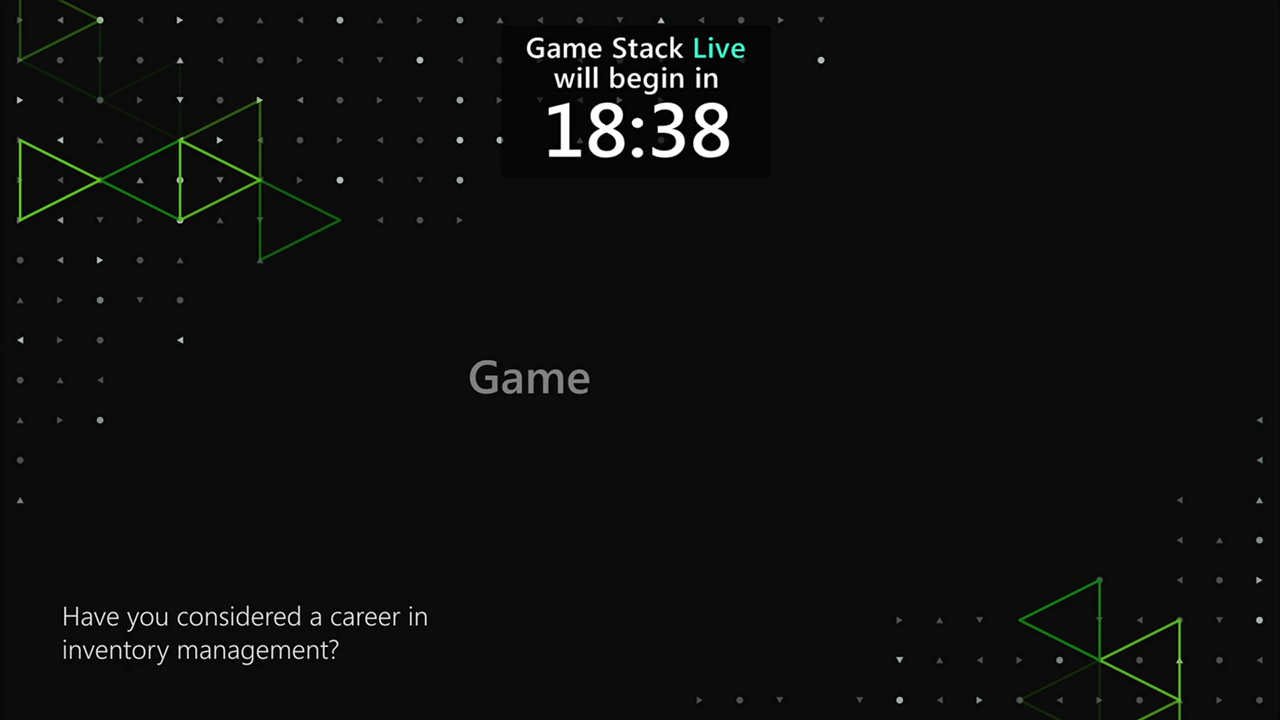 Game Stack Live
will begin in
18:38
Game
Have you considered a career in
inventory management?